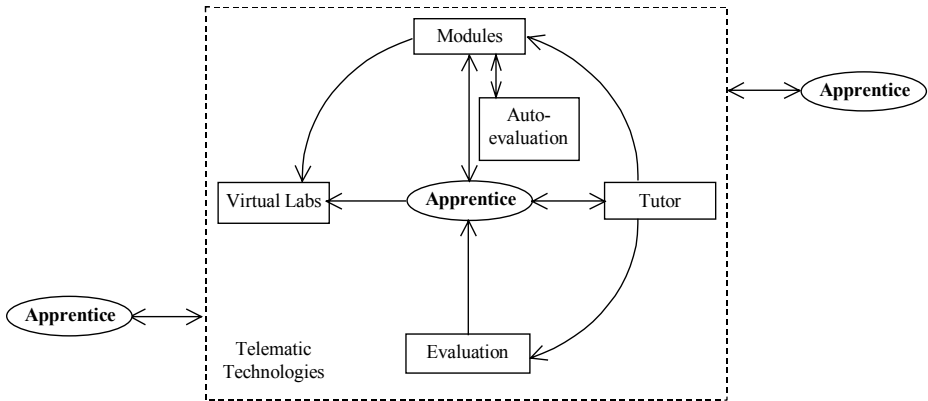 Modules
Auto-
evaluation
Apprentice
Virtual Labs
Apprentice
Tutor
Apprentice
Evaluation
Telematic
Technologies